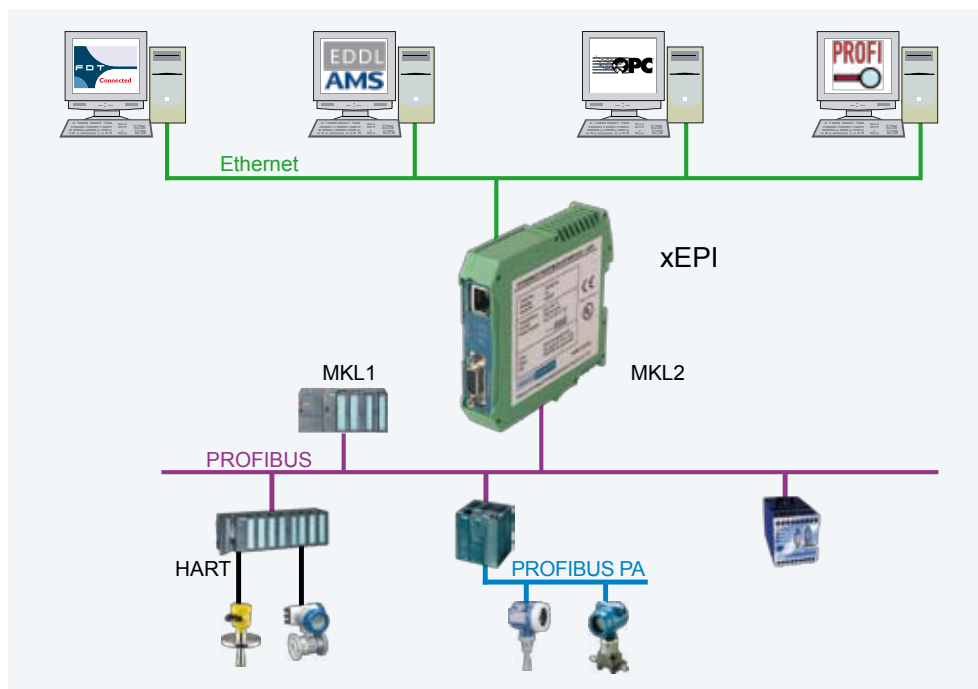 FDT
Connected
EDDL
AMS
OPC
PROFI
Ethernet
xEPI
MKL1
MKL2
PROFIBUS
HART
PROFIBUS PA